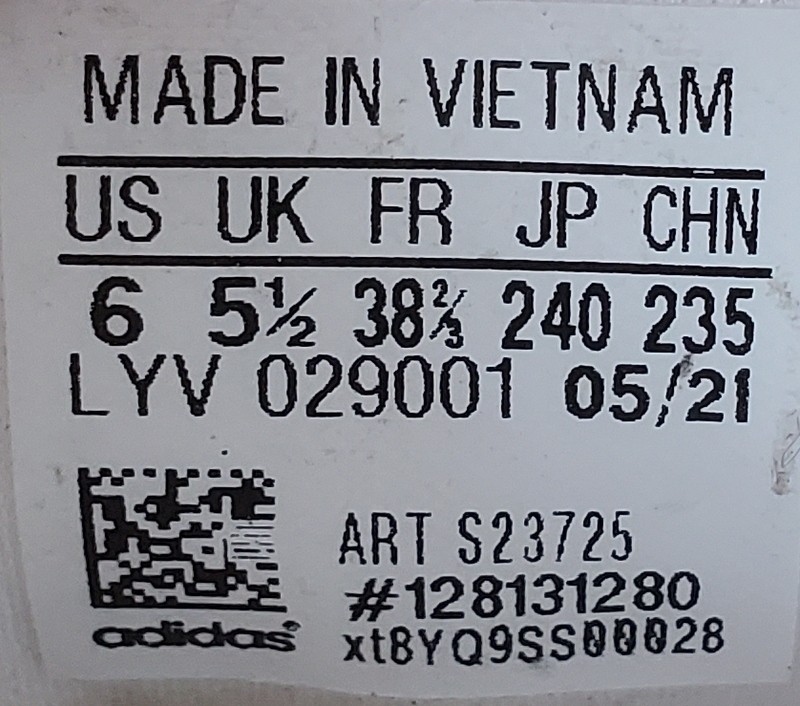 MADE IN VIETNAM
US UK FR JP CHN
6 5½ 38⅔ 240 235
LYV 029001 05/21
ART S23725
#128131280
xt8YQ9SS00028
adidas®